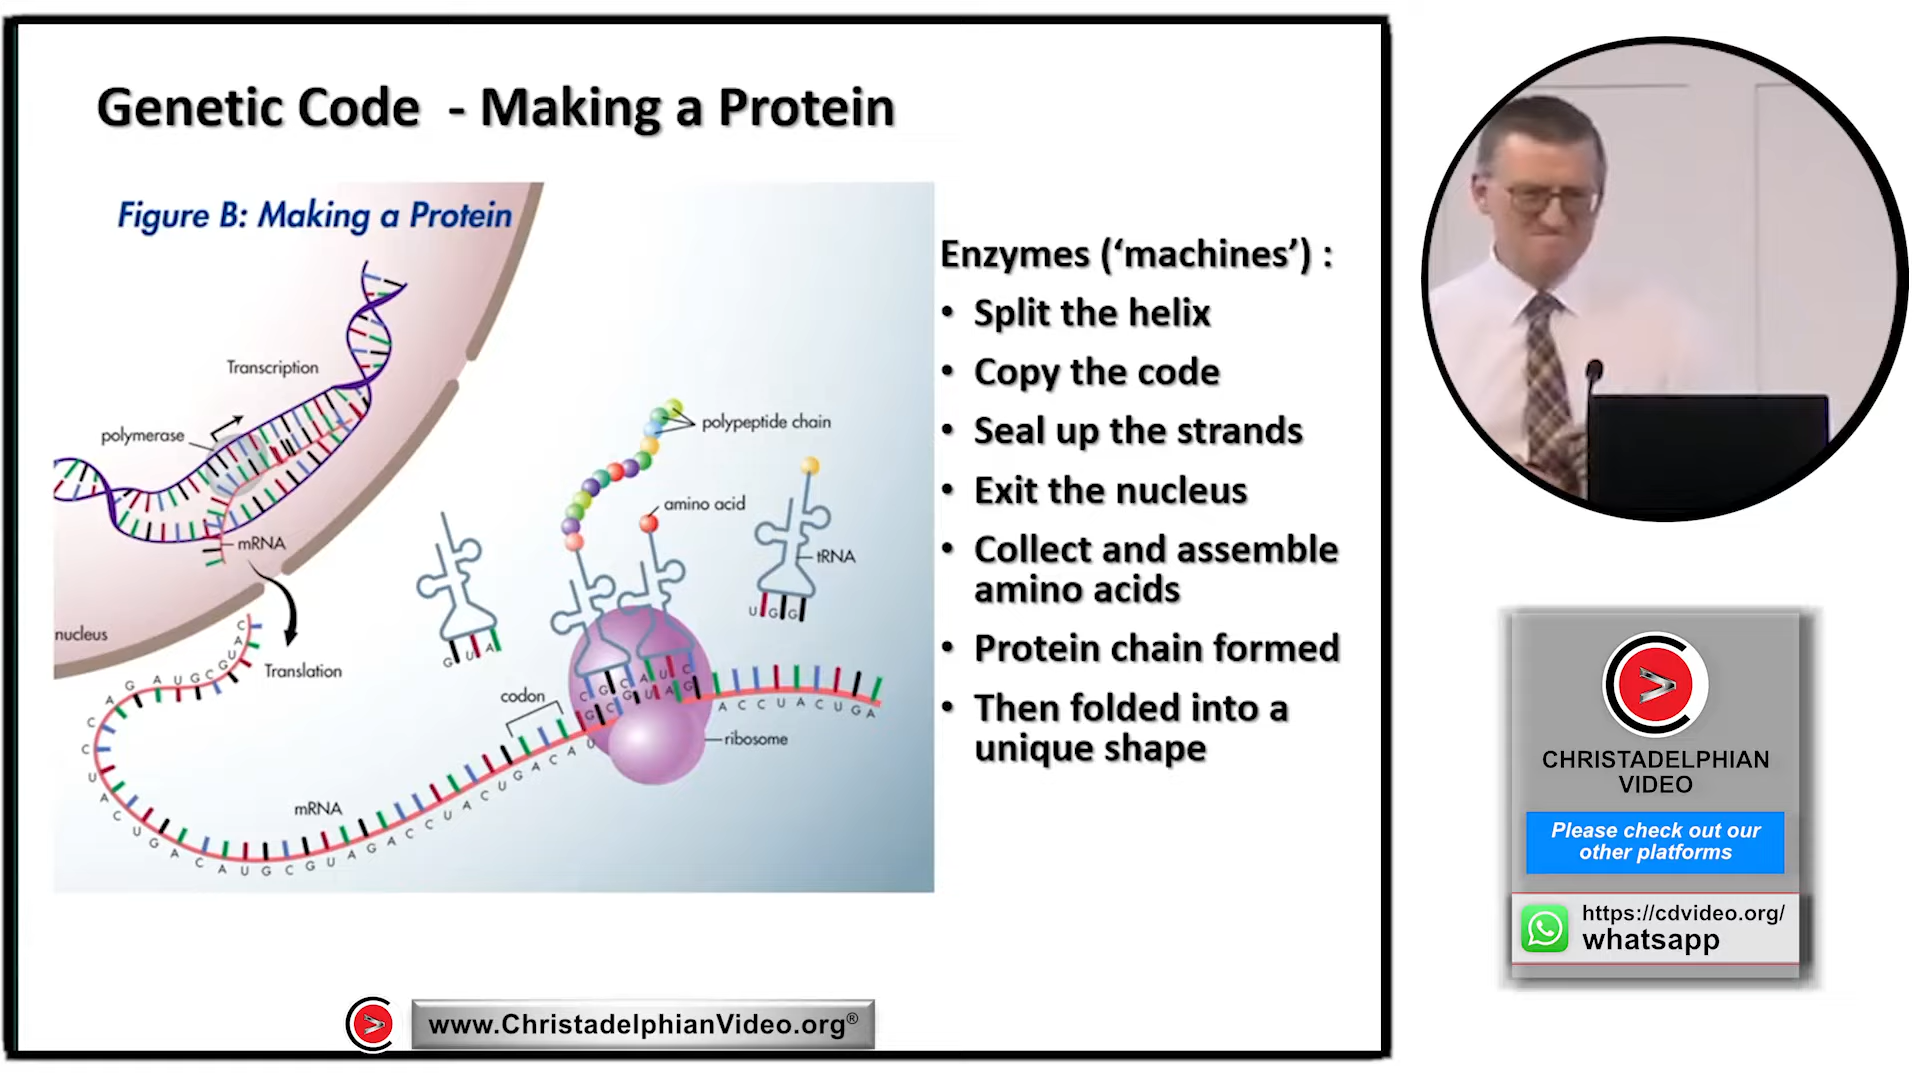 Genetic Code - Making a Protein
Figure B: Making a Protein
Transcription
polymerase
mRNA
nucleus
Translation
polypeptide chain
amino acid
tRNA
U G G
G U A
codon
ribosome
mRNA
A C C U A C U G A
Enzymes (‘machines’) :
• Split the helix
• Copy the code
• Seal up the strands
• Exit the nucleus
• Collect and assemble
amino acids
• Protein chain formed
• Then folded into a
unique shape
www.ChristadelphianVideo.org®
CHRISTADELPHIAN
VIDEO
Please check out our
other platforms
https://cdvideo.org/
whatsapp